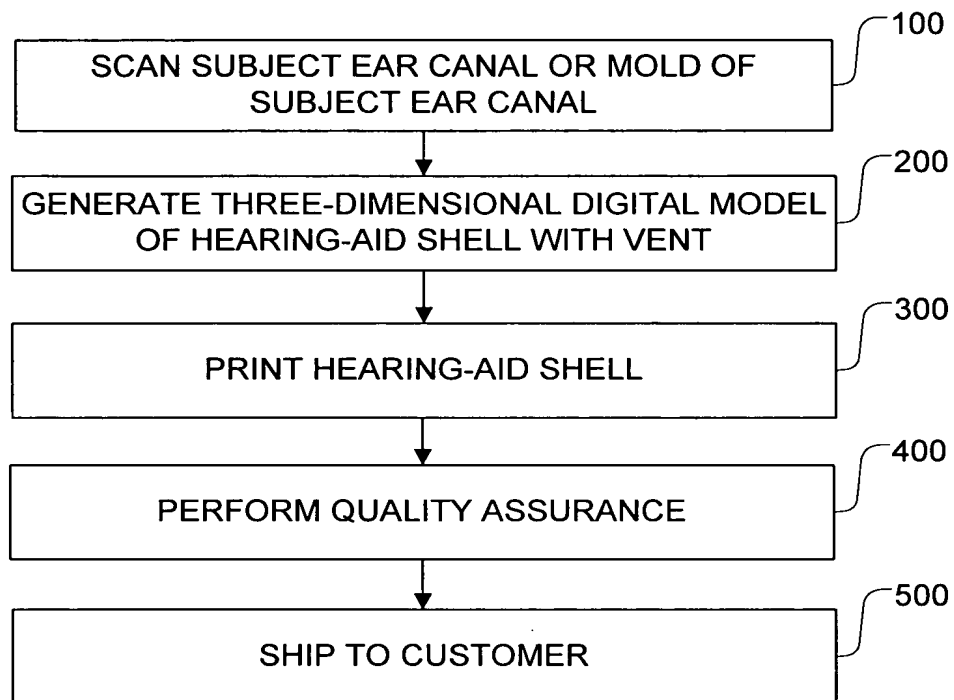 100
SCAN SUBJECT EAR CANAL OR MOLD OF
SUBJECT EAR CANAL
200
GENERATE THREE-DIMENSIONAL DIGITAL MODEL
OF HEARING-AID SHELL WITH VENT
300
PRINT HEARING-AID SHELL
400
PERFORM QUALITY ASSURANCE
500
SHIP TO CUSTOMER